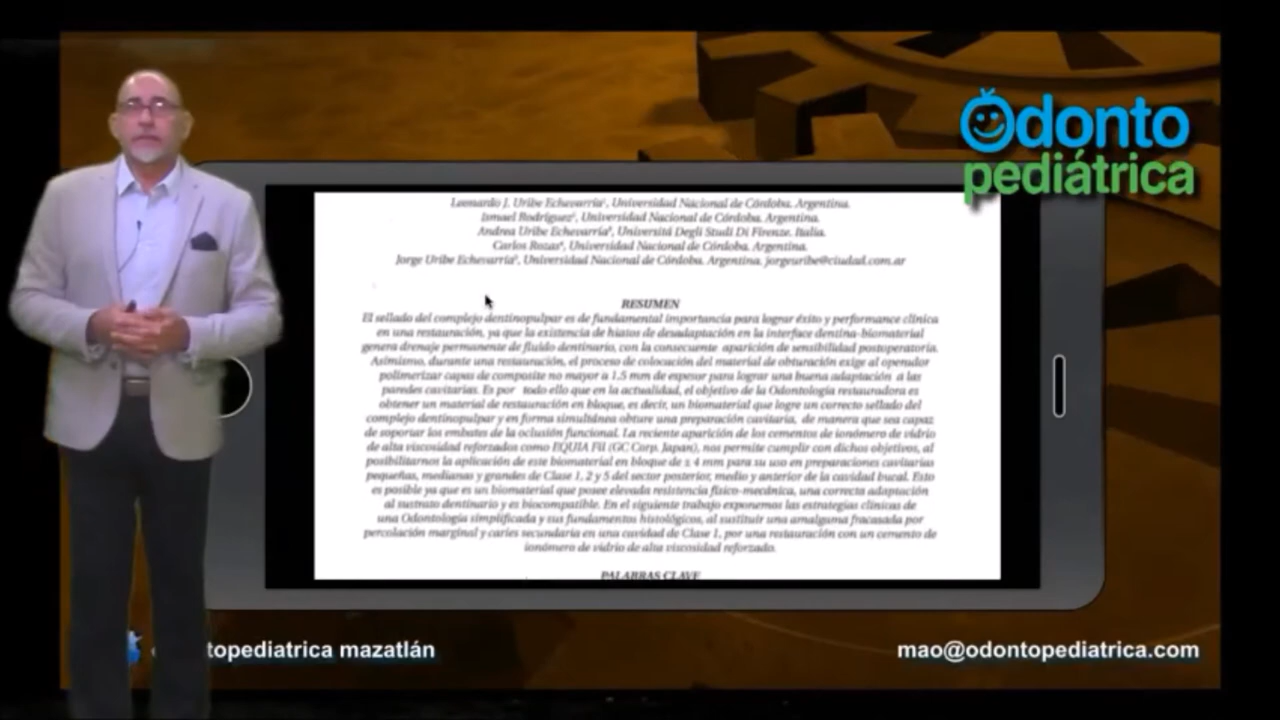 Odonto
pediátrica
Leonardo J. Uribe Echevarría¹, Universidad Nacional de Córdoba. Argentina.
Ismael Rodríguez², Universidad Nacional de Córdoba. Argentina.
Andrea Uribe Echevarría³, Universitá Degli Studi Di Firenze. Italia.
Carlos Rozas⁴, Universidad Nacional de Córdoba. Argentina.
Jorge Uribe Echevarría⁵, Universidad Nacional de Córdoba. Argentina. jorgeuribe@ciudad.com.ar
RESUMEN
El sellado del complejo dentinopulpar es de fundamental importancia para lograr éxito y performance clínica
en una restauración, ya que la existencia de hiatos de desadaptación en la interface dentina-biomaterial
genera drenaje permanente de fluido dentinario, con la consecuente aparición de sensibilidad postoperatoria.
Asimismo, durante una restauración, el proceso de colocación del material de obturación exige al operador
polimerizar capas de composite no mayor a 1.5 mm de espesor para lograr una buena adaptación a las
paredes cavitarias. Es por todo ello que en la actualidad, el objetivo de la Odontología restauradora es
obtener un material de restauración en bloque, es decir, un biomaterial que logre un correcto sellado del
complejo dentinopulpar y en forma simultánea obture una preparación cavitaria, de manera que sea capaz
de soportar los embates de la oclusión funcional. La reciente aparición de los cementos de ionómero de vidrio
de alta viscosidad reforzados como EQUIA Fil (GC Corp. Japan), nos permite cumplir con dichos objetivos, al
posibilitarnos la aplicación de este biomaterial en bloque de ± 4 mm para su uso en preparaciones cavitarias
pequeñas, medianas y grandes de Clase 1, 2 y 5 del sector posterior, medio y anterior de la cavidad bucal. Esto
es posible ya que es un biomaterial que posee elevada resistencia físico-mecánica, una correcta adaptación
al sustrato dentinario y es biocompatible. En el siguiente trabajo exponemos las estrategias clínicas de
una Odontología simplificada y sus fundamentos histológicos, al sustituir una amalgama fracasada por
percolación marginal y caries secundaria en una cavidad de Clase 1, por una restauración con un cemento de
ionómero de vidrio de alta viscosidad reforzado.
PALABRAS CLAVE
topediatrica mazatlán
mao@odontopediatrica.com